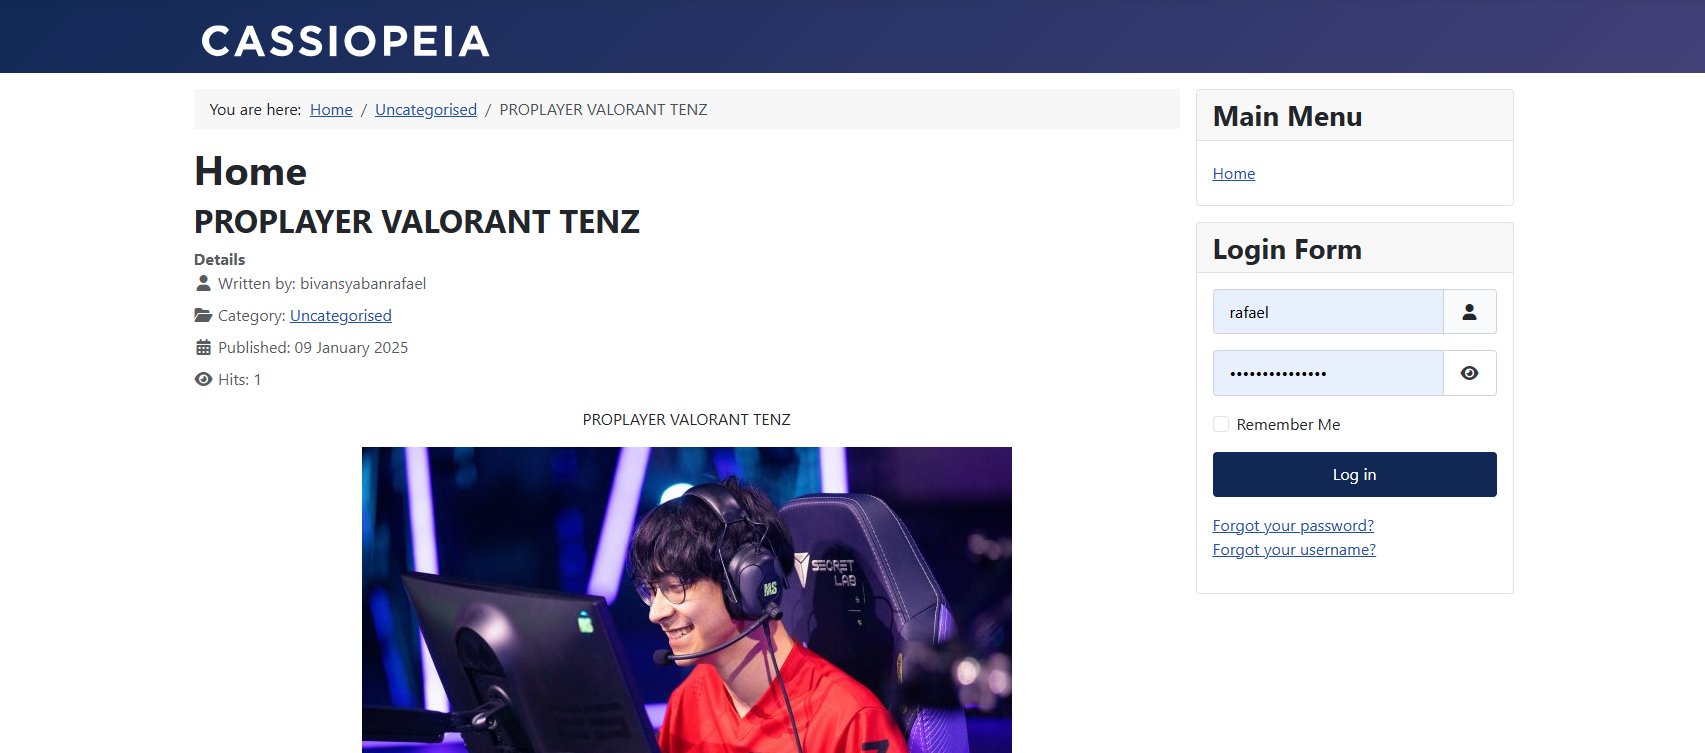 CASSIOPEIA
You are here: Home / Uncategorised / PROPLAYER VALORANT TENZ
Home
PROPLAYER VALORANT TENZ
Details
Written by: bivansyabanrafael
Category: Uncategorised
Published: 09 January 2025
Hits: 1
PROPLAYER VALORANT TENZ
SECRET
LAB
MS
Main Menu
Home
Login Form
rafael
•••••••••••••••
Remember Me
Log in
Forgot your password?
Forgot your username?